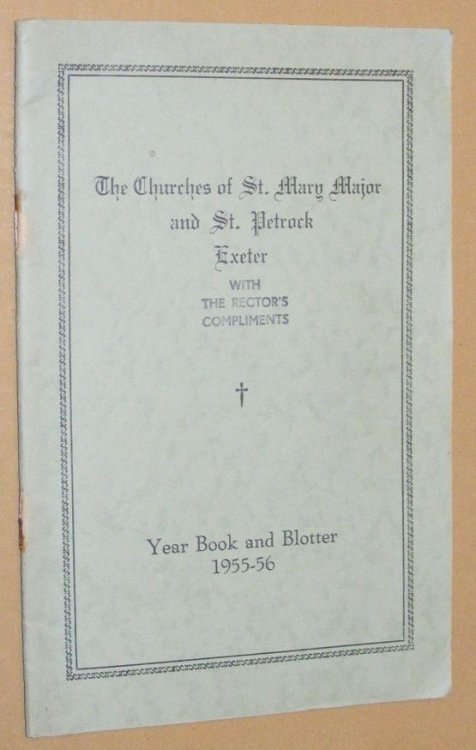 The Churches of St. Mary Major
and St. Petrock
Exeter
WITH
THE RECTOR'S
COMPLIMENTS
†
Year Book and Blotter
1955-56